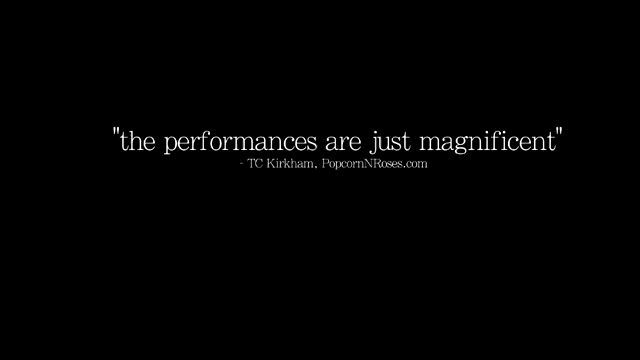 "the performances are just magnificent"
- TC Kirkham, PopcornNRoses.com